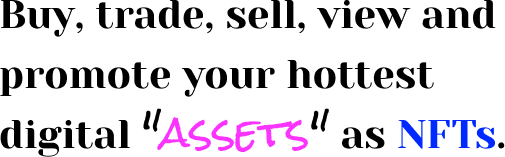 Buy, trade, sell, view and
promote your hottest
digital "ASSETS" as NFTs.